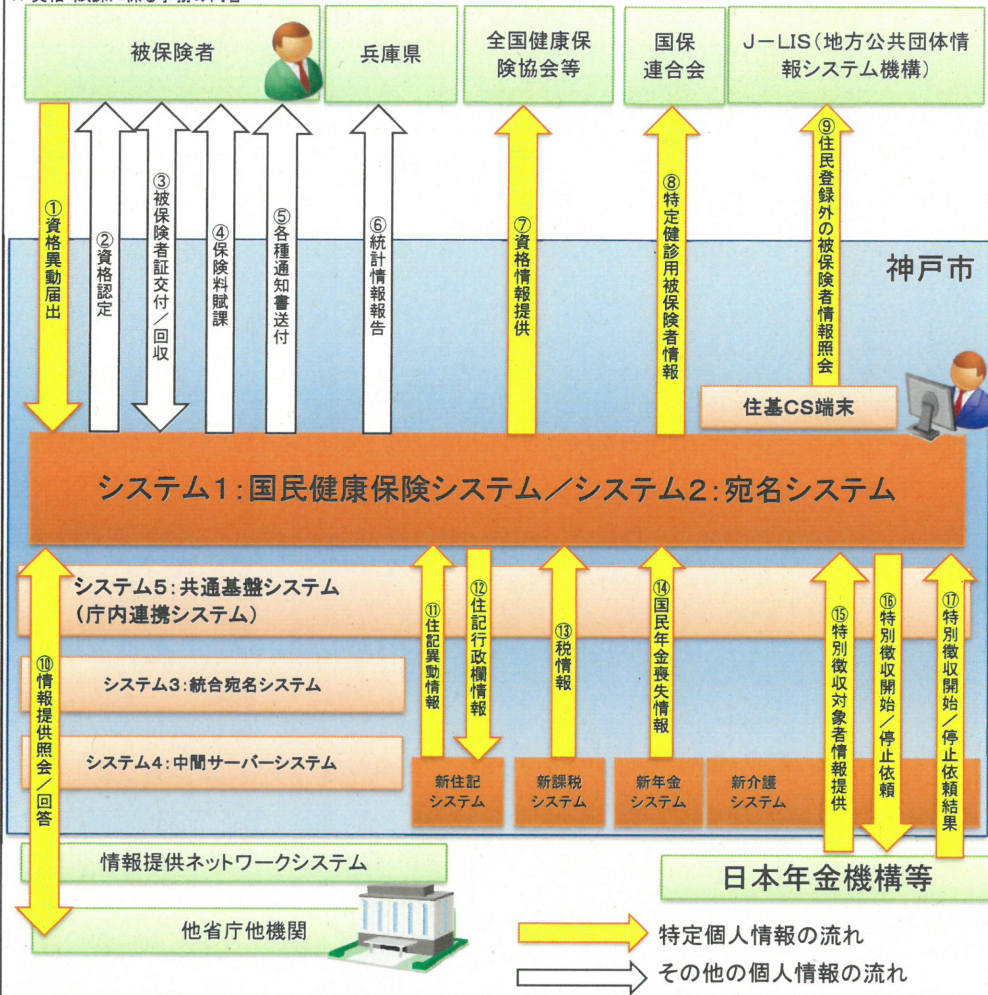 被保険者
兵庫県
全国健康保
険協会等
国保
連合会
J－LIS(地方公共団体情
報システム機構)
①資格異動届出
②資格認定
③被保険者証交付／回収
④保険料賦課
⑤各種通知書送付
⑥統計情報報告
⑦資格情報提供
⑧特定健診用被保険者情報
⑨住民登録外の被保険者情報照会
神戸市
住基CS端末
システム1：国民健康保険システム／システム2：宛名システム
システム5：共通基盤システム
(庁内連携システム)
システム3：統合宛名システム
システム4：中間サーバーシステム
⑩情報提供照会／回答
⑪住記異動情報
⑫住記行政欄情報
⑬税情報
⑭国民年金喪失情報
⑮特別徴収対象者情報提供
⑯特別徴収開始／停止依頼
⑰特別徴収開始／停止依頼結果
新住記
システム
新課税
システム
新年金
システム
新介護
システム
情報提供ネットワークシステム
他省庁他機関
日本年金機構等
特定個人情報の流れ
その他の個人情報の流れ